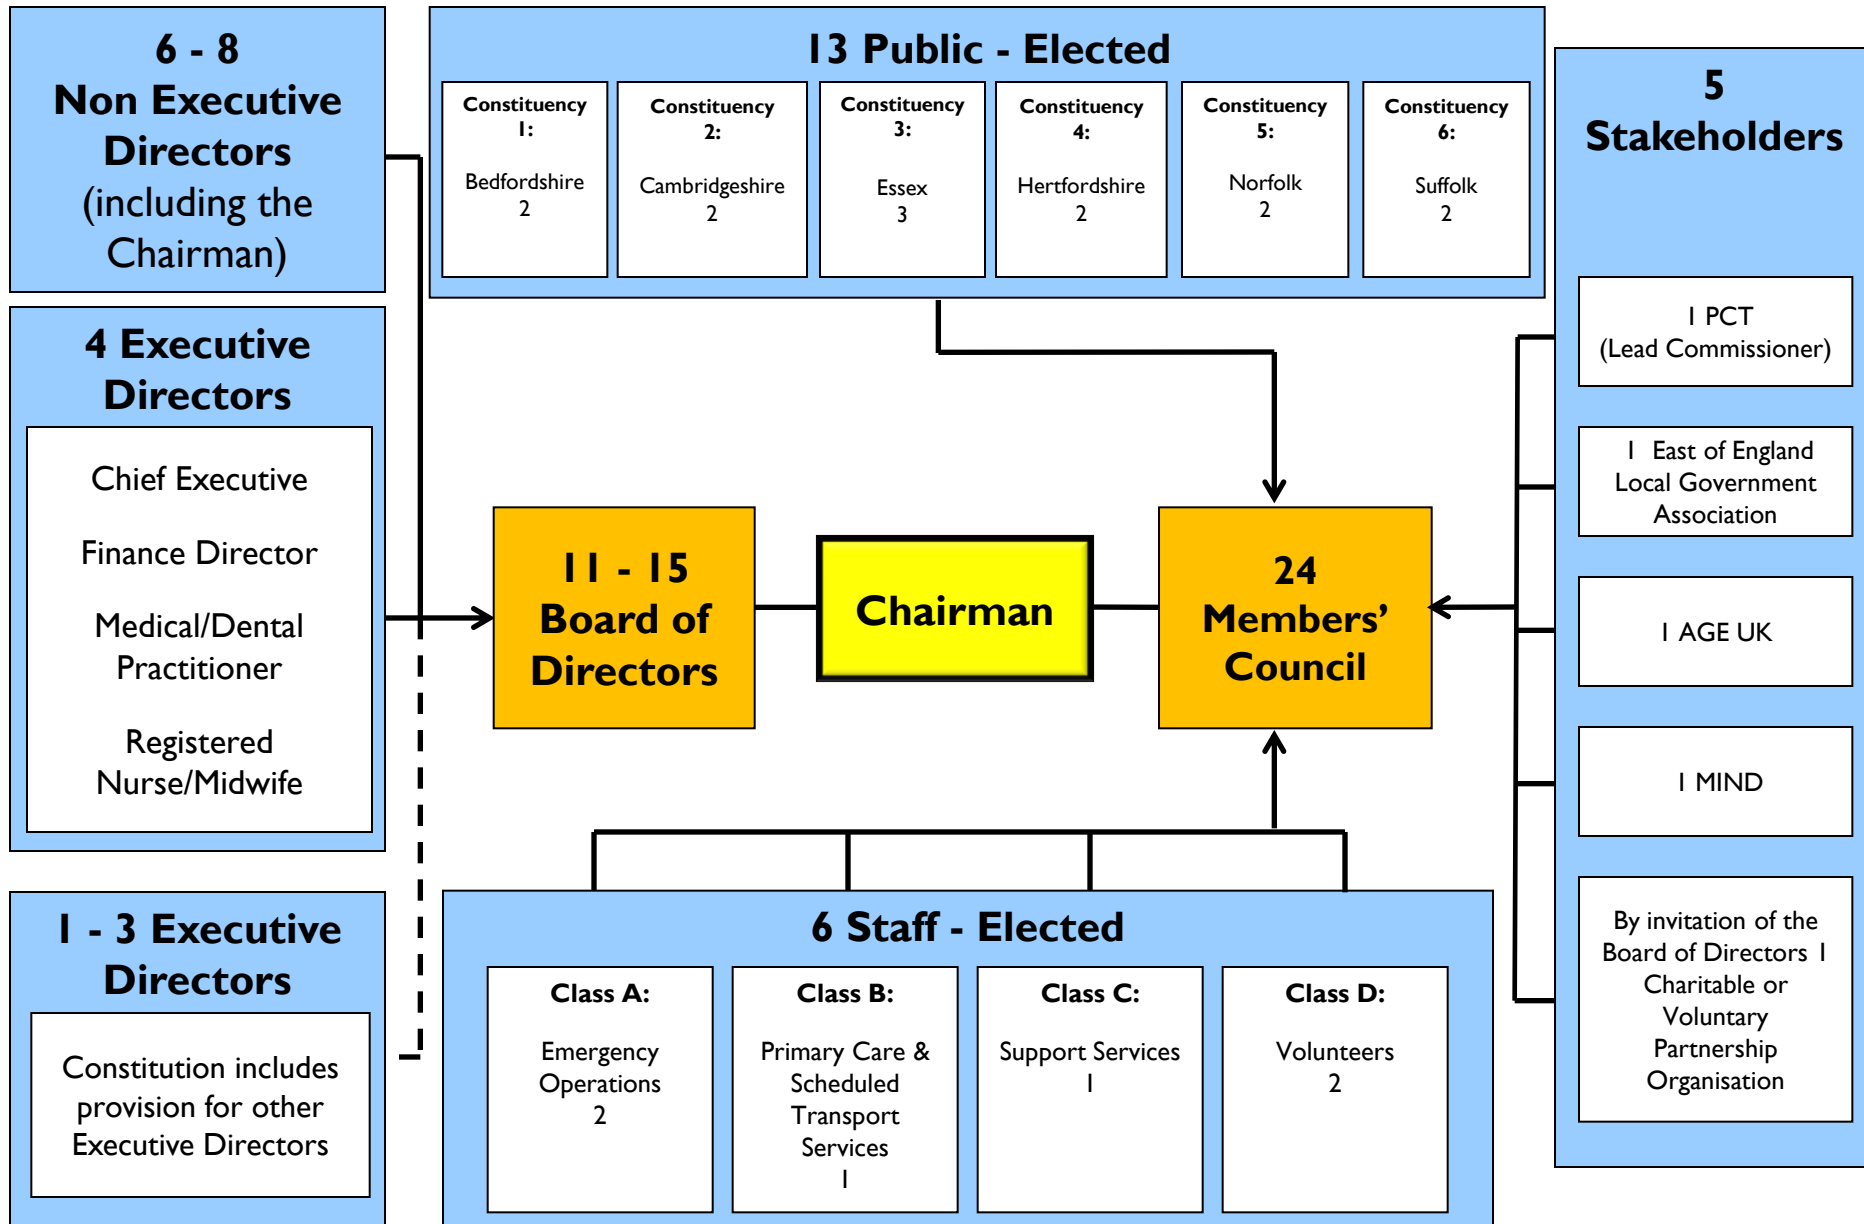 6 - 8
Non Executive
Directors
(including the
Chairman)
4 Executive
Directors
Chief Executive
Finance Director
Medical/Dental
Practitioner
Registered
Nurse/Midwife
1 - 3 Executive
Directors
Constitution includes
provision for other
Executive Directors
13 Public - Elected
Constituency
1:
Bedfordshire
2
Constituency
2:
Cambridgeshire
2
Constituency
3:
Essex
3
Constituency
4:
Hertfordshire
2
Constituency
5:
Norfolk
2
Constituency
6:
Suffolk
2
11 - 15
Board of
Directors
Chairman
24
Members’
Council
6 Staff - Elected
Class A:
Emergency
Operations
2
Class B:
Primary Care &
Scheduled
Transport
Services
1
Class C:
Support Services
1
Class D:
Volunteers
2
5
Stakeholders
1 PCT
(Lead Commissioner)
1 East of England
Local Government
Association
1 AGE UK
1 MIND
By invitation of the
Board of Directors 1
Charitable or
Voluntary
Partnership
Organisation